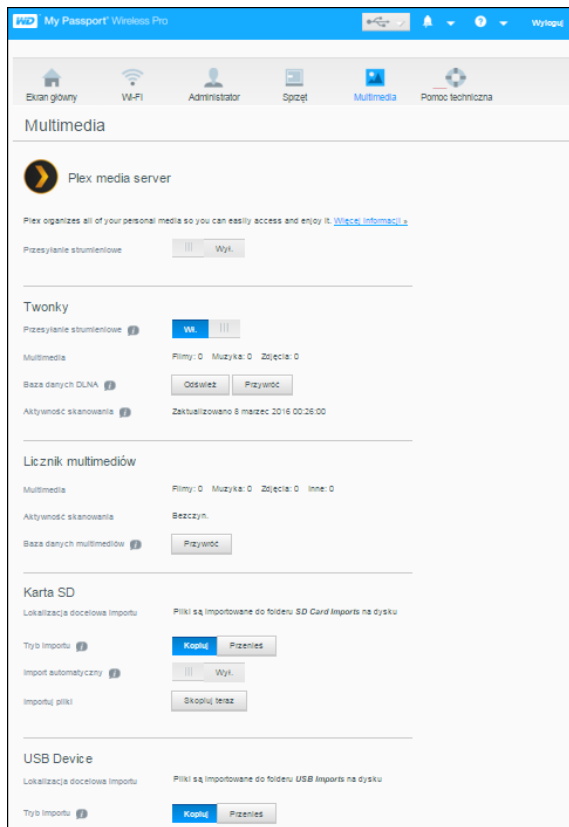 WD My Passport® Wireless Pro Wyloguj
Ekran główny Wi-Fi Administrator Sprzęt Multimedia Pomoc techniczna
Multimedia
Plex media server
Plex organizes all of your personal media so you can easily access and enjoy it. Więcej informacji »
Przesyłanie strumieniowe Wył.
Twonky
Przesyłanie strumieniowe Wł.
Multimedia Filmy: 0 Muzyka: 0 Zdjęcia: 0
Baza danych DLNA Odśwież Przywróć
Aktywność skanowania Zaktualizowano 8 marzec 2016 00:26:00
Licznik multimediów
Multimedia Filmy: 0 Muzyka: 0 Zdjęcia: 0 Inne: 0
Aktywność skanowania Bezczyn.
Baza danych multimediów Przywróć
Karta SD
Lokalizacja docelowa importu Pliki są importowane do folderu SD Card Imports na dysku
Tryb importu Kopiuj Przenieś
Import automatyczny Wył.
Importuj pliki Skopiuj teraz
USB Device
Lokalizacja docelowa importu Pliki są importowane do folderu USB Imports na dysku
Tryb importu Kopiuj Przenieś